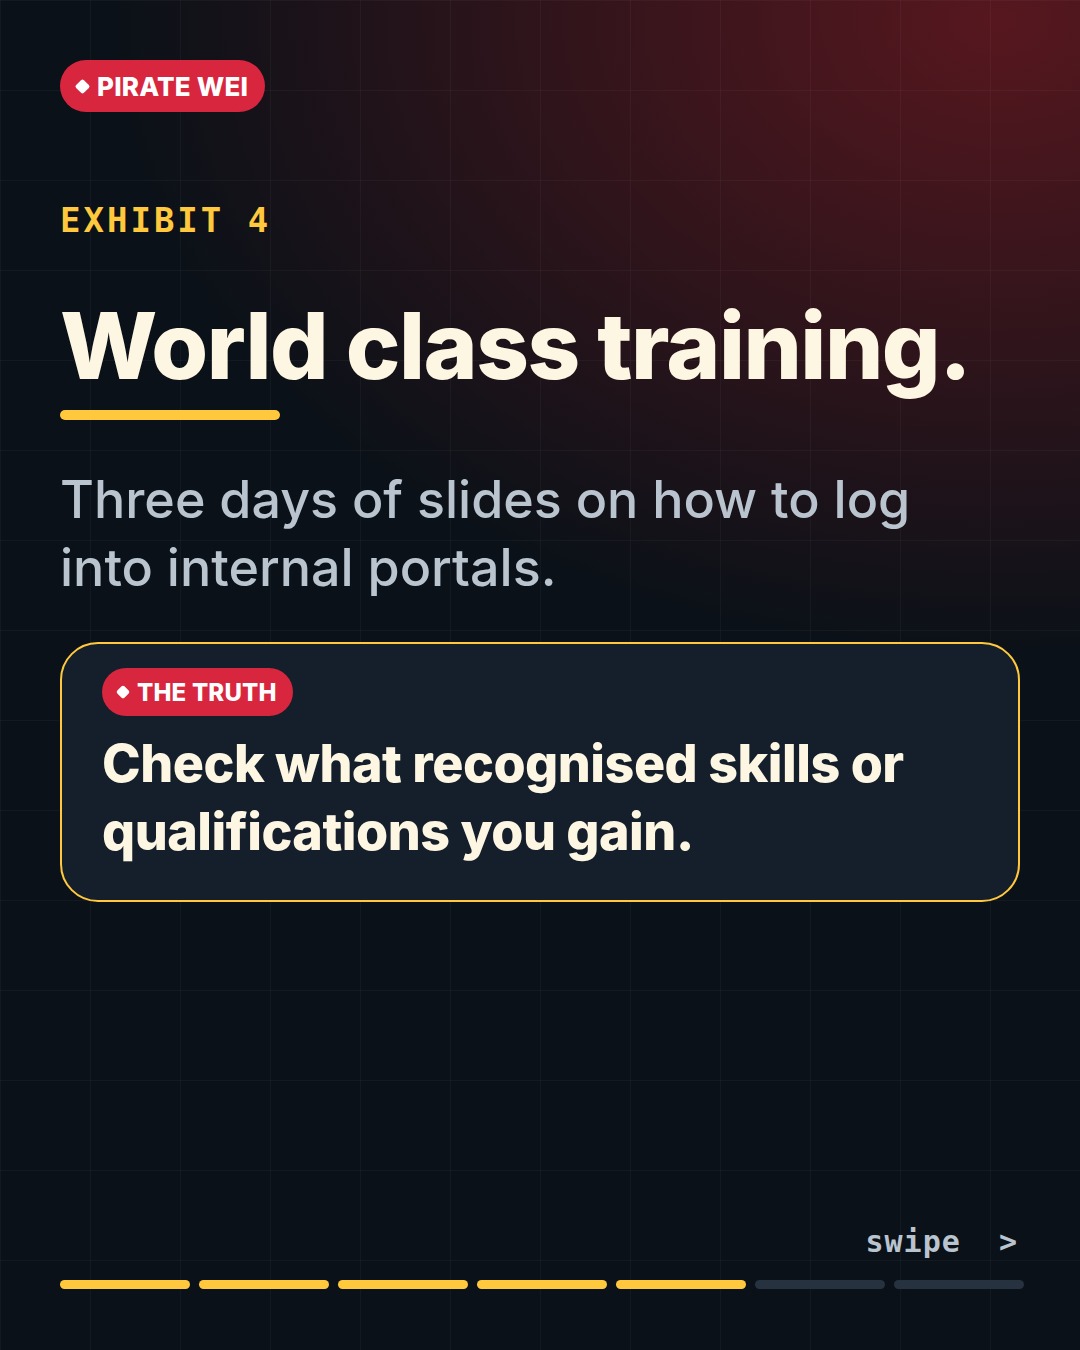 PIRATE WEI
EXHIBIT 4
World class training.
Three days of slides on how to log
into internal portals.
THE TRUTH
Check what recognised skills or
qualifications you gain.
swipe >